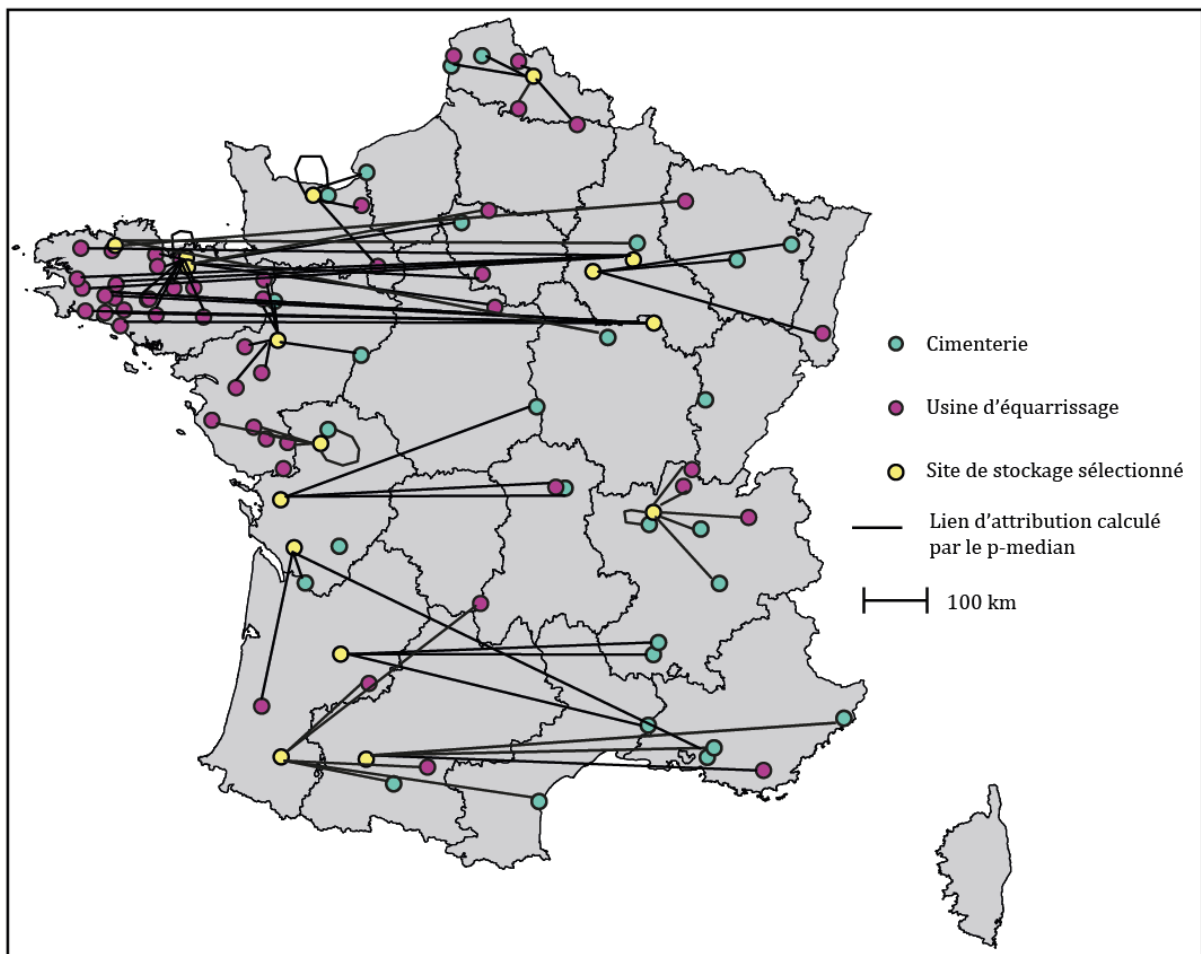 Cimenterie
Usine d'équarrissage
Site de stockage sélectionné
Lien d'attribution calculé
par le p-median
100 km